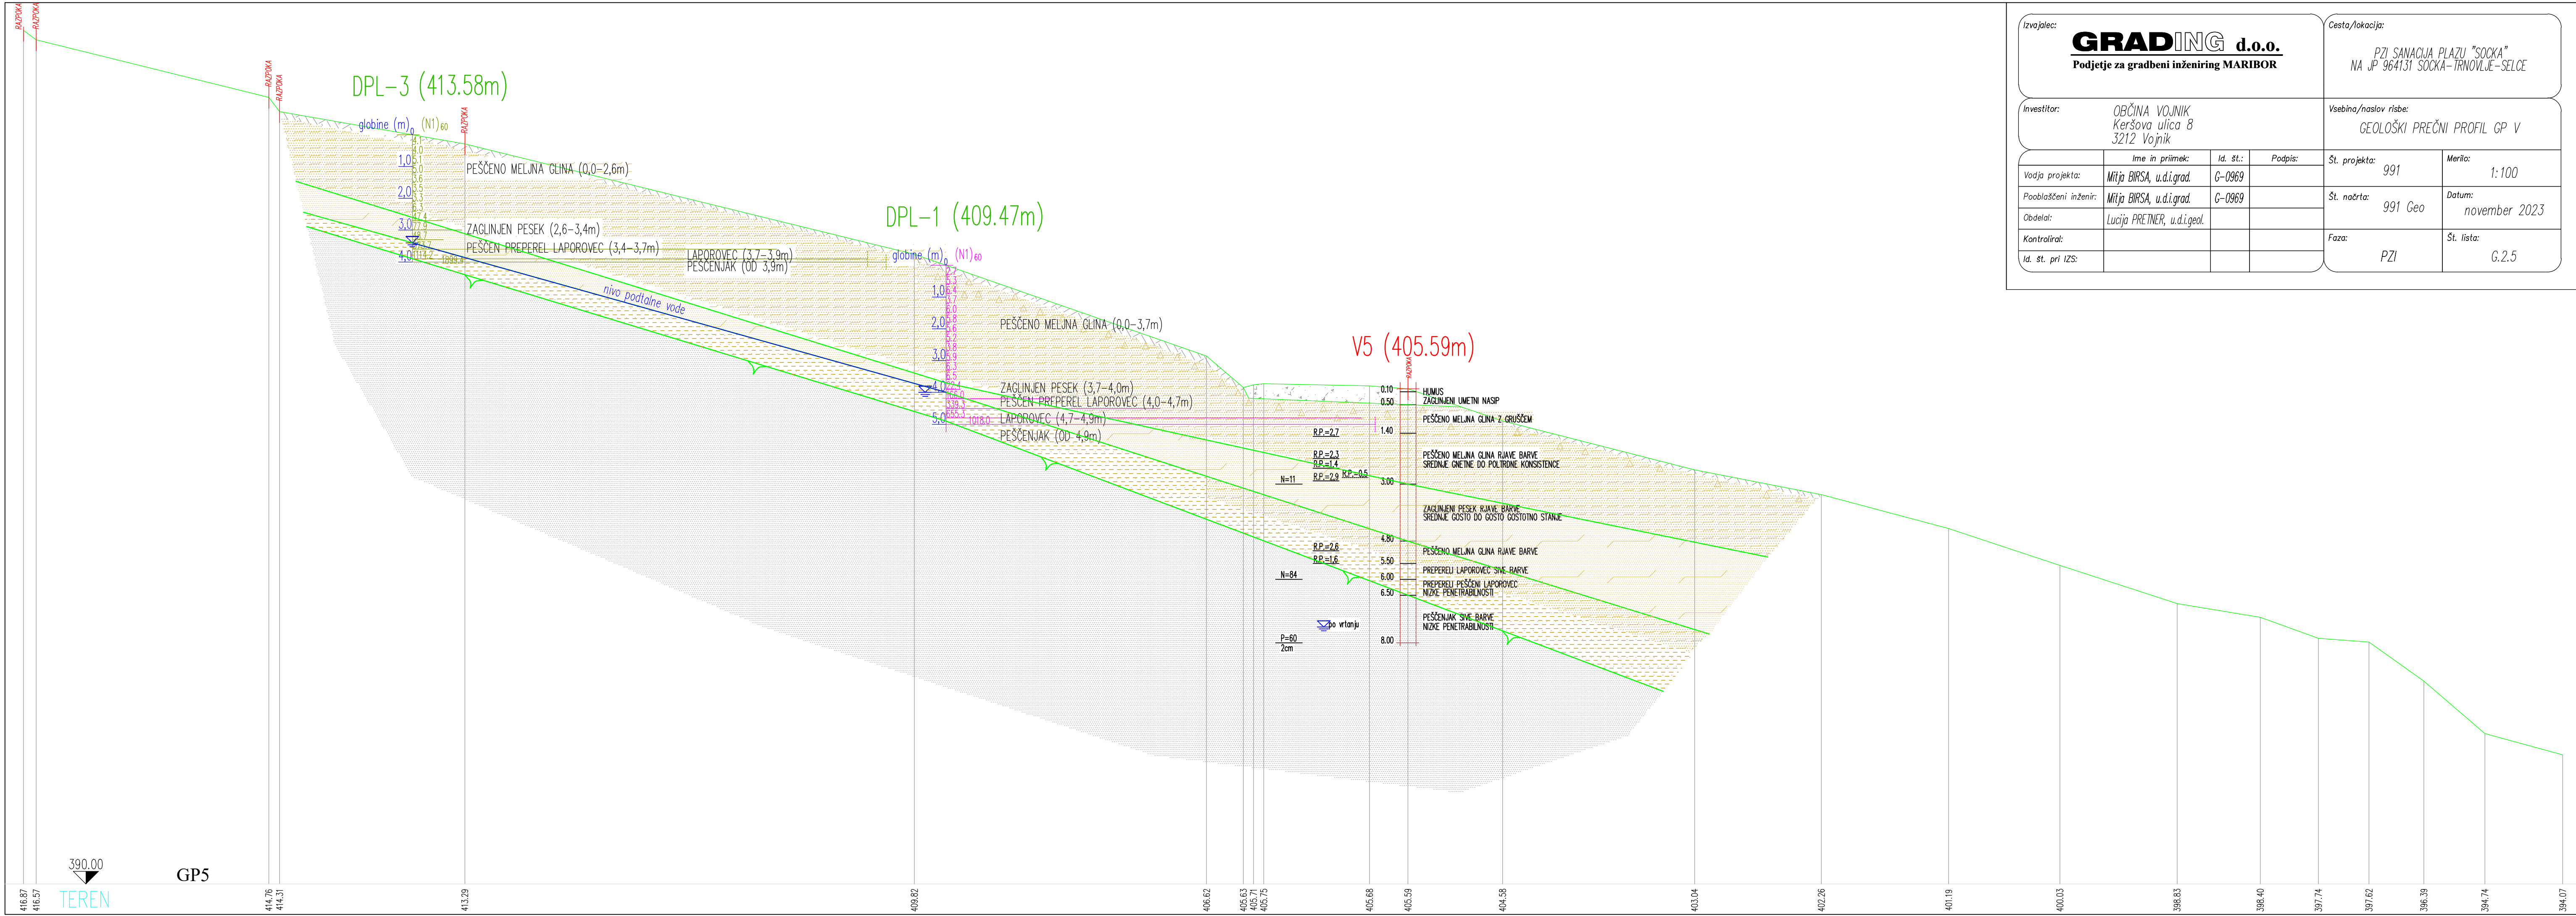 RAZPOKA
RAZPOKA
RAZPOKA
RAZPOKA
DPL-3 (413.58m)
RAZPOKA
globine (m) 0 (N1)60
1,0
2,0
3,0
4,0
PEŠČENO MELJNA GLINA (0,0-2,6m)
ZAGLINJEN PESEK (2,6-3,4m)
PEŠČEN PREPEREL LAPOROVEC (3,4-3,7m)
LAPOROVEC (3,7-3,9m)
PEŠČENJAK (OD 3,9m)
nivo podtalne vode
DPL-1 (409.47m)
globine (m) 0 (N1)60
1,0
2,0
3,0
4,0
5,0
1018.0
PEŠČENO MELJNA GLINA (0,0-3,7m)
ZAGLINJEN PESEK (3,7-4,0m)
PEŠČEN PREPEREL LAPOROVEC (4,0-4,7m)
LAPOROVEC (4,7-4,9m)
PEŠČENJAK (OD 4,9m)
V5 (405.59m)
RAZPOKA
0.10
HUMUS
0.50
ZAGLINJENI UMETNI NASIP
PEŠČENO MELJNA GLINA Z GRUŠČEM
R.P.=2,7
1.40
R.P.=2,3
R.P.=1,4
PEŠČENO MELJNA GLINA RJAVE BARVE
SREDNJE GNETNE DO POLTRDNE KONSISTENCE
N=11
R.P.=2,9
R.P.=0,5
3.00
ZAGLINJENI PESEK RJAVE BARVE
SREDNJE GOSTO DO GOSTO GOSTOTNO STANJE
4.80
R.P.=2,6
PEŠČENO MELJNA GLINA RJAVE BARVE
R.P.=1,6
5.50
PREPERELI LAPOROVEC SIVE BARVE
N=84
6.00
PREPERELI PEŠČENI LAPOROVEC
NIZKE PENETRABILNOSTI
6.50
PEŠČENJAK SIVE BARVE
NIZKE PENETRABILNOSTI
po vrtanju
P=60
2cm
8.00
390.00
TEREN
GP5
416.87
416.57
414.76
414.31
413.29
409.82
406.62
405.63
405.71
405.75
405.68
405.59
404.58
403.04
402.26
401.19
400.03
398.83
398.40
397.74
397.62
396.39
394.74
394.07
Izvajalec:
GRADING d.o.o.
Podjetje za gradbeni inženiring MARIBOR
Cesta/lokacija:
PZI SANACIJA PLAZU "SOCKA"
NA JP 964131 SOCKA-TRNOVLJE-SELCE
Investitor:
OBČINA VOJNIK
Keršova ulica 8
3212 Vojnik
Vsebina/naslov risbe:
GEOLOŠKI PREČNI PROFIL GP V
Ime in priimek: Id. št.: Podpis:
Vodja projekta: Mitja BIRSA, u.d.i.grad. G-0969
Pooblaščeni inženir: Mitja BIRSA, u.d.i.grad. G-0969
Obdelal: Lucija PRETNER, u.d.i.geol.
Kontroliral:
Id. št. pri IZS:
Št. projekta: 991
Merilo: 1:100
Št. načrta: 991 Geo
Datum: november 2023
Faza: PZI
Št. lista: G.2.5